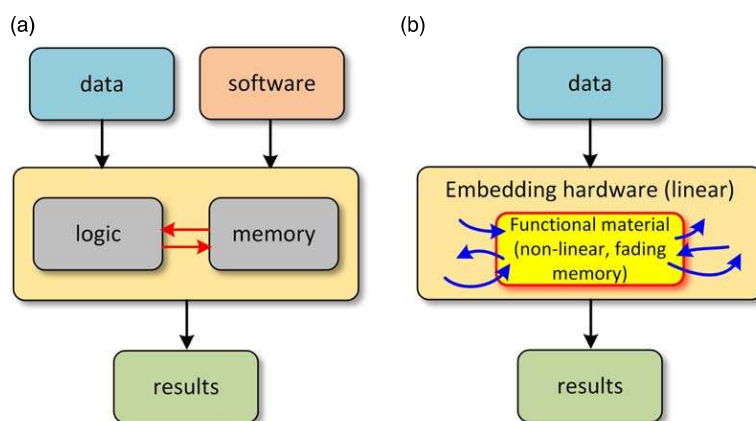 (a)
data
software
logic
memory
results
(b)
data
Embedding hardware (linear)
Functional material
(non-linear, fading
memory)
results